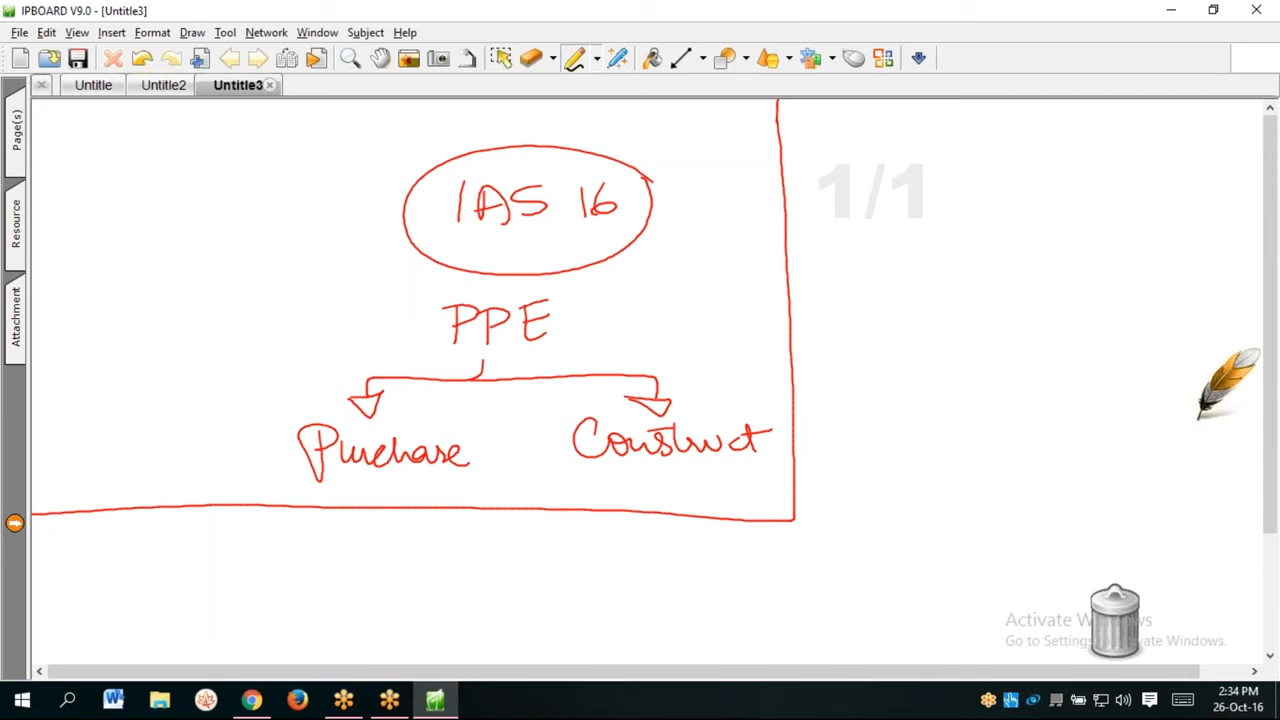 IPBOARD V9.0 - [Untitle3]
File Edit View Insert Format Draw Tool Network Window Subject Help
Untitle Untitle2 Untitle3
Page(s)
Resource
Attachment
1/1
IAS 16
PPE
Purchase Construct
Activate Windows
Go to Settings to activate Windows.
2:34 PM
26-Oct-16